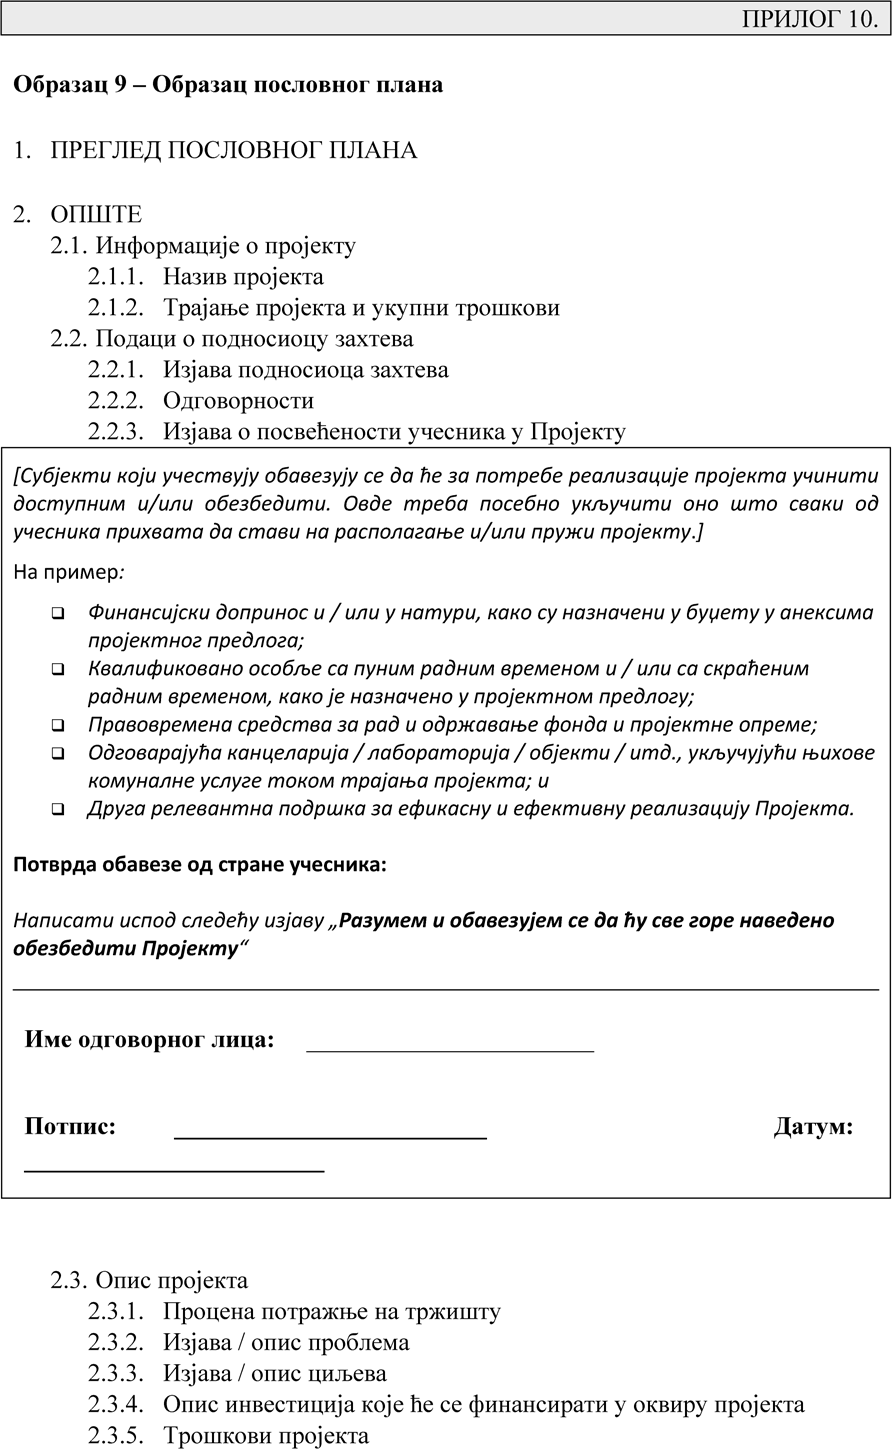 ПРИЛОГ 10.
Образац 9 – Образац пословног плана
1. ПРЕГЛЕД ПОСЛОВНОГ ПЛАНА
2. ОПШТЕ
2.1. Информације о пројекту
2.1.1. Назив пројекта
2.1.2. Трајање пројекта и укупни трошкови
2.2. Подаци о подносиоцу захтева
2.2.1. Изјава подносиоца захтева
2.2.2. Одговорности
2.2.3. Изјава о посвећености учесника у Пројекту
[Субјекти који учествују обавезују се да ће за потребе реализације пројекта учинити
доступним и/или обезбедити. Овде треба посебно укључити оно што сваки од
учесника прихвата да стави на располагање и/или пружи пројекту.]
На пример:
❑ Финансијски допринос и / или у натури, како су назначени у буџету у анексима
пројектног предлога;
❑ Квалификовано особље са пуним радним временом и / или са скраћеним
радним временом, како је назначено у пројектном предлогу;
❑ Правовремена средства за рад и одржавање фонда и пројектне опреме;
❑ Одговарајућа канцеларија / лабораторија / објекти / итд., укључујући њихове
комуналне услуге током трајања пројекта; и
❑ Друга релевантна подршка за ефикасну и ефективну реализацију Пројекта.
Потврда обавезе од стране учесника:
Написати испод следећу изјаву „Разумем и обавезујем се да ћу све горе наведено
обезбедити Пројекту“
Име одговорног лица:
Потпис: Датум:
2.3. Опис пројекта
2.3.1. Процена потражње на тржишту
2.3.2. Изјава / опис проблема
2.3.3. Изјава / опис циљева
2.3.4. Опис инвестиција које ће се финансирати у оквиру пројекта
2.3.5. Трошкови пројекта